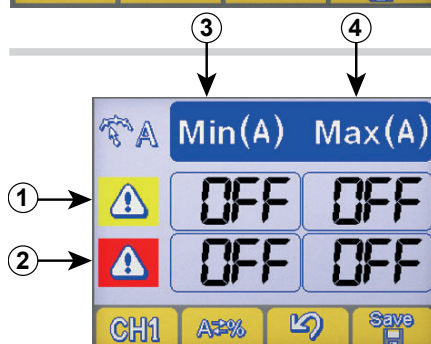 3 4
A Min(A) Max(A)
1 OFF OFF
2 OFF OFF
CH1 A⇄% Save